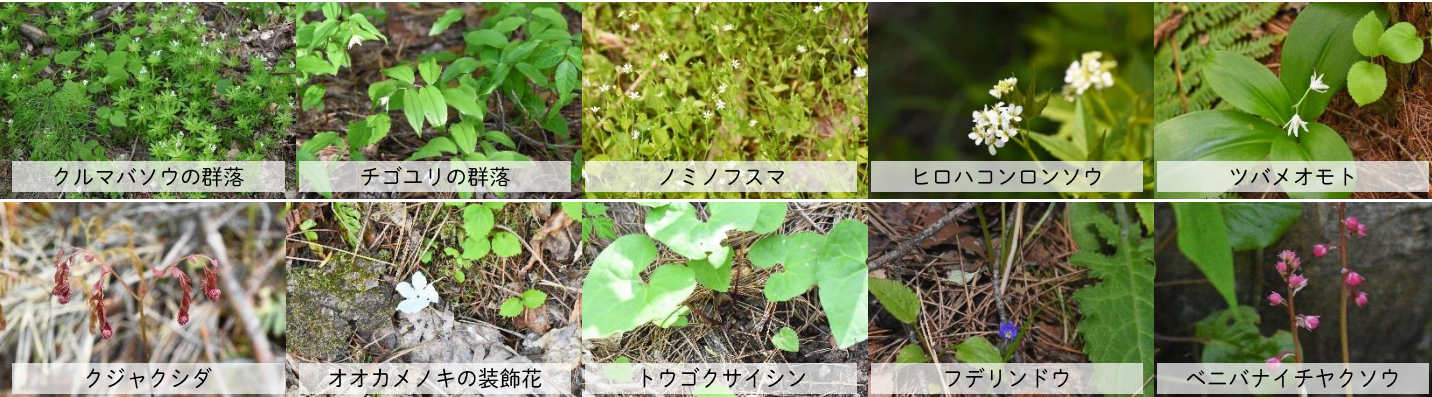 クルマバソウの群落
チゴユリの群落
ノミノフスマ
ヒロハコンロンソウ
ツバメオモト
クジャクシダ
オオカメノキの装飾花
トウゴクサイシン
フデリンドウ
ベニバナイチヤクソウ